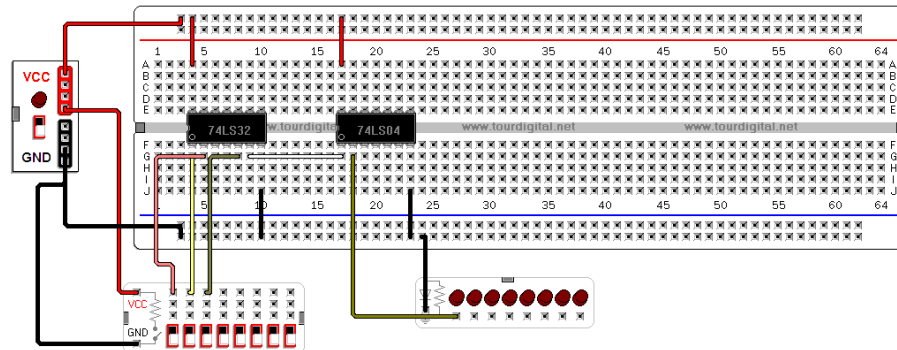 1 5 10 15 20 25 30 35 40 45 50 55 60 64
A A
B B
C C
D D
E E
VCC
GND
74LS32 www.tourdigital.net 74LS04 www.tourdigital.net www.tourdigital.net
F F
G G
H H
I I
J J
1 5 10 15 20 25 30 35 40 45 50 55 60 64
VCC
GND